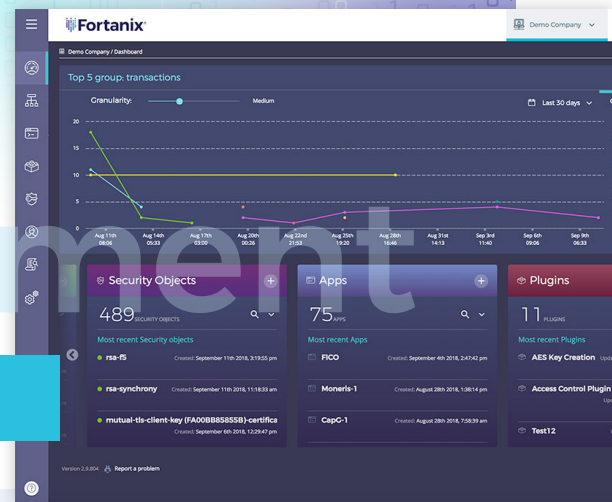 Fortanix
Demo Company
Demo Company / Dashboard
Top 5 group: transactions
Granularity:
Medium
Last 30 days
20
15
10
5
0
Aug 11th 08:06
Aug 14th 05:33
Aug 17th 03:00
Aug 20th 00:26
Aug 22nd 21:53
Aug 25th 19:20
Aug 28th 16:46
Aug 31st 14:13
Sep 3rd 11:40
Sep 6th 09:06
Sep 9th 06:33
ment
Security Objects
489 SECURITY OBJECTS
Most recent Security objects
rsa-f5
Created: September 11th 2018, 3:19:55 pm
rsa-synchrony
Created: September 11th 2018, 11:18:33 am
mutual-tls-client-key (FA00BB85855B)-certifica
Created: September 6th 2018, 12:29:47 pm
Apps
75 APPS
Most recent Apps
FICO
Created: September 4th 2018, 2:47:42 pm
Moneris-1
Created: August 28th 2018, 1:38:14 pm
CapG-1
Created: August 28th 2018, 7:58:39 am
Plugins
11 PLUGINS
Most recent Plugins
AES Key Creation
Upda
Access Control Plugin
Upd
Test12
Version 2.9.804
Report a problem